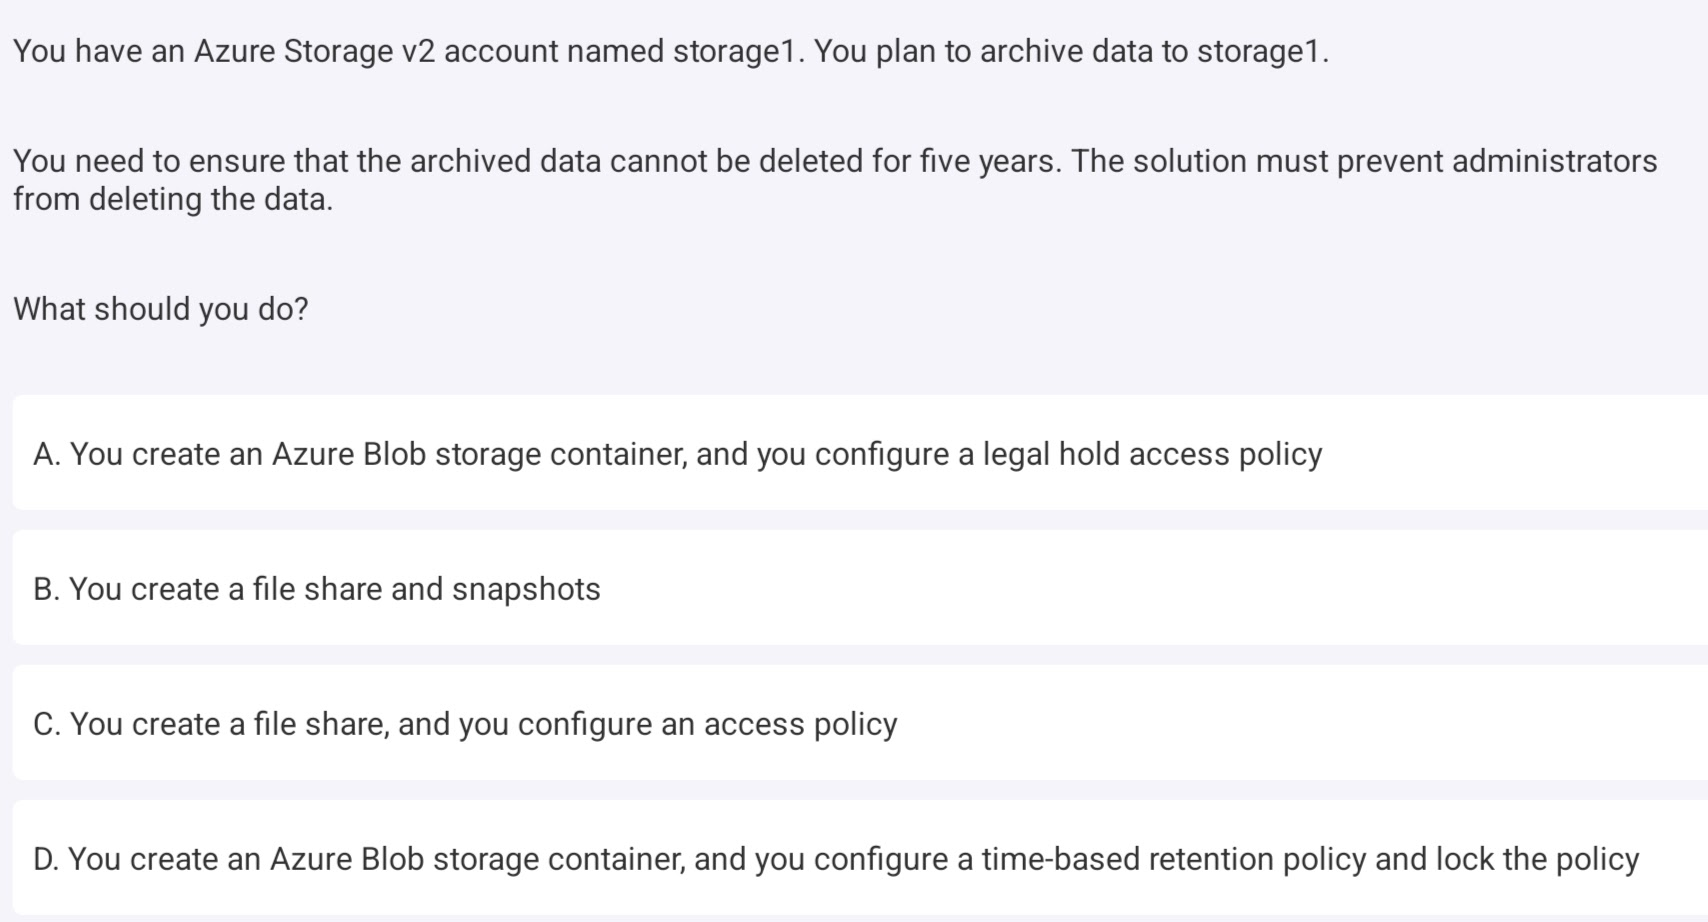 You have an Azure Storage v2 account named storage1. You plan to archive data to storage1.
You need to ensure that the archived data cannot be deleted for five years. The solution must prevent administrators
from deleting the data.
What should you do?
A. You create an Azure Blob storage container, and you configure a legal hold access policy
B. You create a file share and snapshots
C. You create a file share, and you configure an access policy
D. You create an Azure Blob storage container, and you configure a time-based retention policy and lock the policy